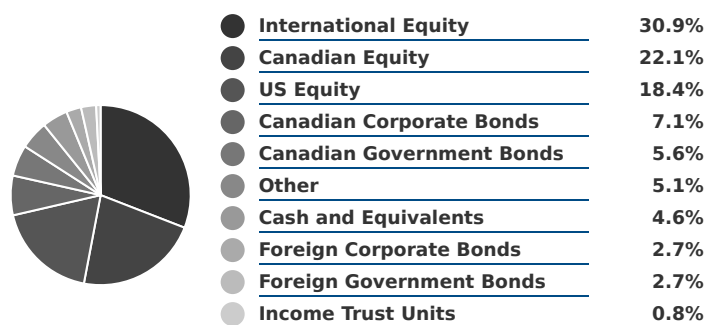 International Equity 30.9%
Canadian Equity 22.1%
US Equity 18.4%
Canadian Corporate Bonds 7.1%
Canadian Government Bonds 5.6%
Other 5.1%
Cash and Equivalents 4.6%
Foreign Corporate Bonds 2.7%
Foreign Government Bonds 2.7%
Income Trust Units 0.8%